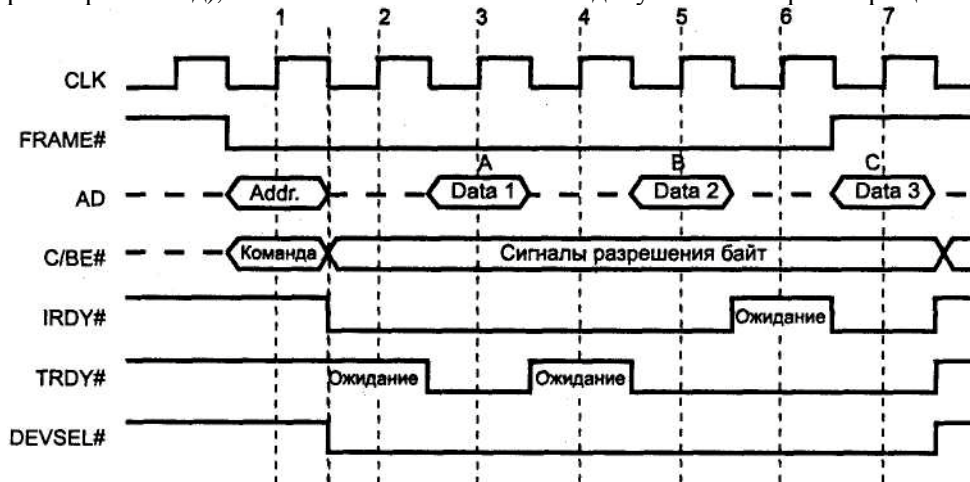 1 2 3 4 5 6 7
CLK
FRAME#
A B C
AD Addr. Data 1 Data 2 Data 3
C/BE# Команда Сигналы разрешения байт
IRDY# Ожидание
TRDY# Ожидание Ожидание
DEVSEL#